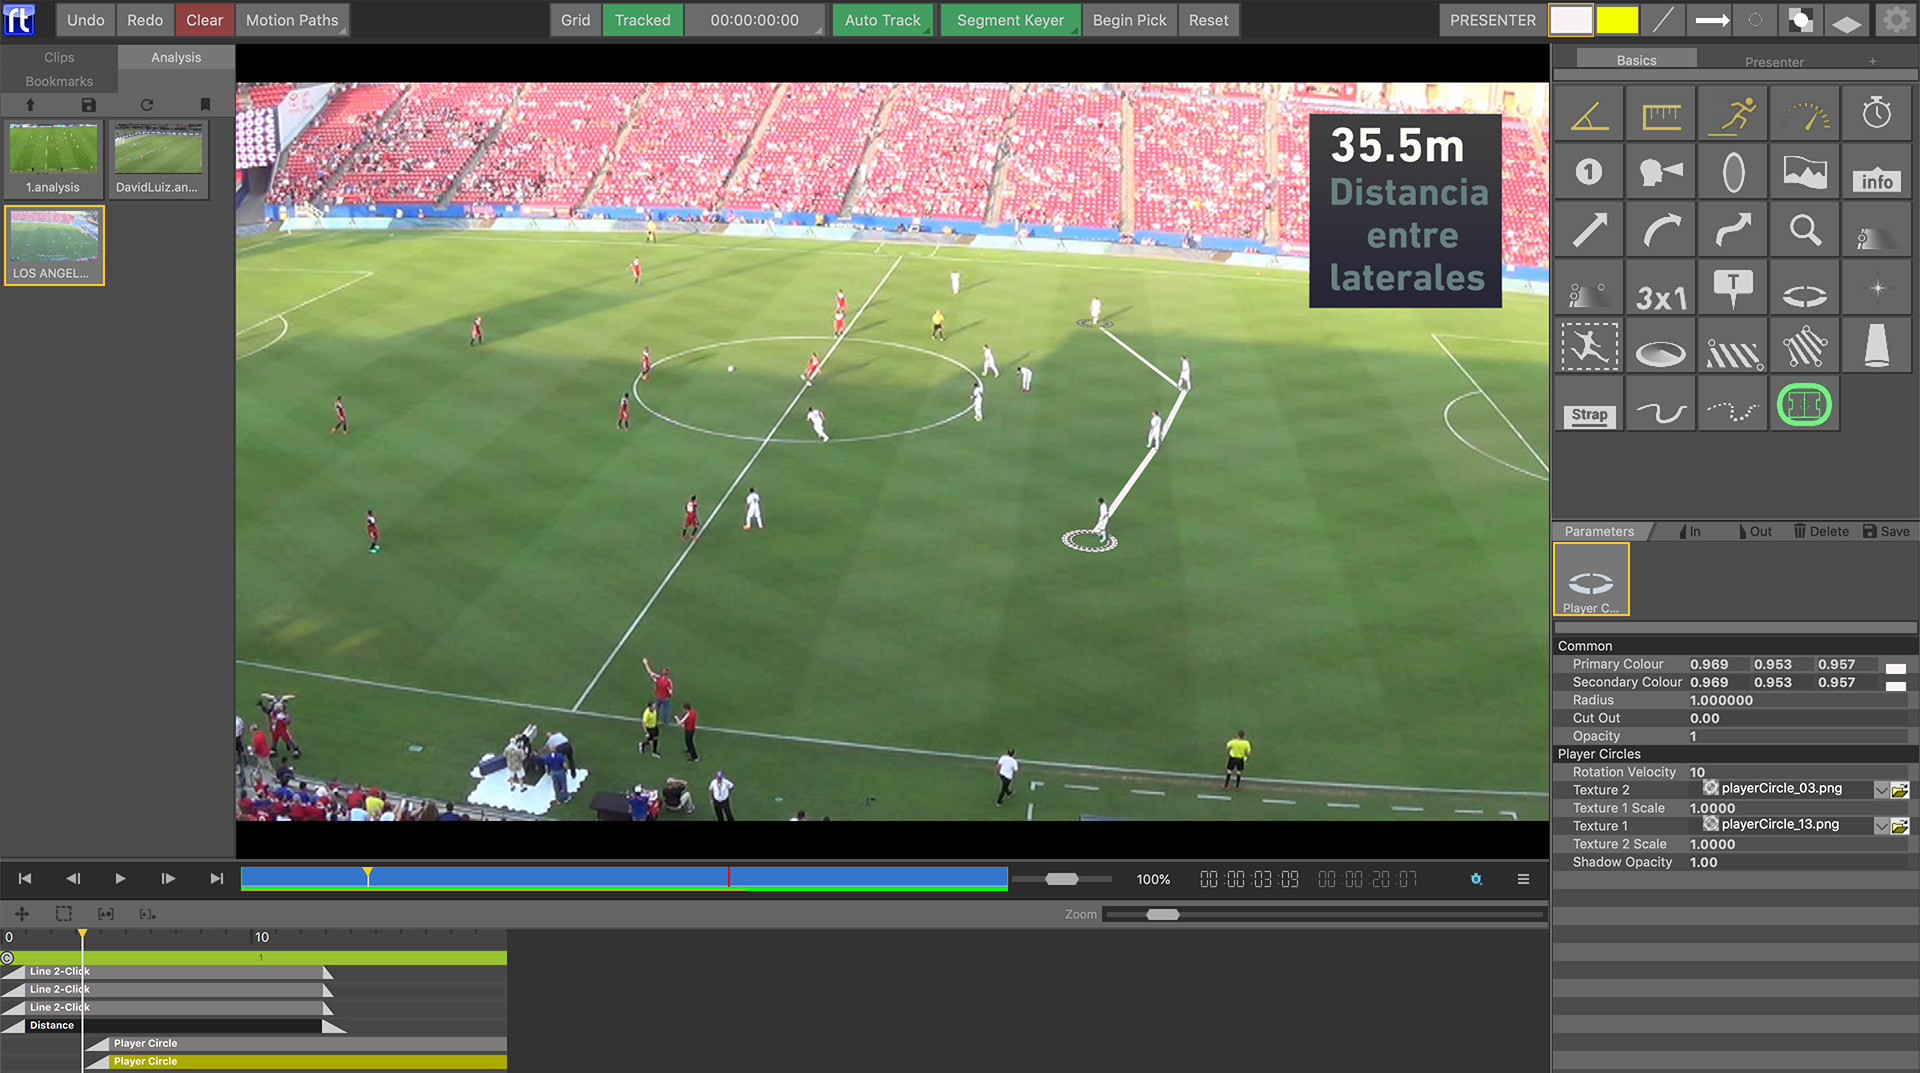 rt
Undo
Redo
Clear
Motion Paths
Grid
Tracked
00:00:00:00
Auto Track
Segment Keyer
Begin Pick
Reset
PRESENTER
Clips
Analysis
Bookmarks
1.analysis
DavidLuiz.an...
LOS ANGEL...
35.5m
Distancia
entre
laterales
Basics
Presenter
+
1
info
3x1
T
Strap
Parameters
In
Out
Delete
Save
Player C...
Common
Primary Colour 0.969 0.953 0.957
Secondary Colour 0.969 0.953 0.957
Radius 1.000000
Cut Out 0.00
Opacity 1
Player Circles
Rotation Velocity 10
Texture 2 playerCircle_03.png
Texture 1 Scale 1.0000
Texture 1 playerCircle_13.png
Texture 2 Scale 1.0000
Shadow Opacity 1.00
100%
00:00:03:03
00:00:20:07
Zoom
0
10
C
1
Line 2-Click
Line 2-Click
Line 2-Click
Distance
Player Circle
Player Circle